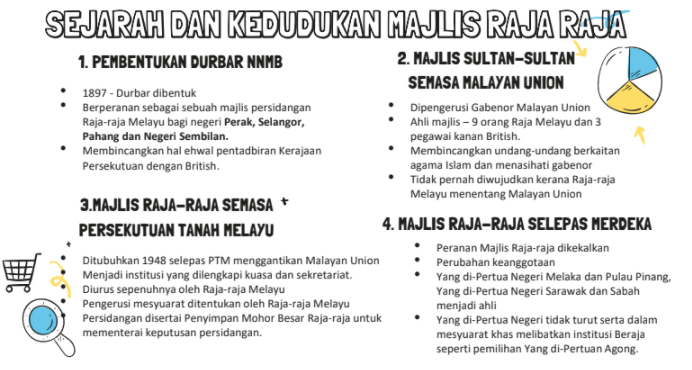 SEJARAH DAN KEDUDUKAN MAJLIS RAJA RAJA
1. PEMBENTUKAN DURBAR NNMB
• 1897 - Durbar dibentuk
• Berperanan sebagai sebuah majlis persidangan
Raja-raja Melayu bagi negeri Perak, Selangor,
Pahang dan Negeri Sembilan.
• Membincangkan hal ehwal pentadbiran Kerajaan
Persekutuan dengan British.
2. MAJLIS SULTAN-SULTAN
SEMASA MALAYAN UNION
• Dipengerusi Gabenor Malayan Union
• Ahli majlis – 9 orang Raja Melayu dan 3
pegawai kanan British.
• Membincangkan undang-undang berkaitan
agama Islam dan menasihati gabenor
• Tidak pernah diwujudkan kerana Raja-raja
Melayu menentang Malayan Union
3.MAJLIS RAJA-RAJA SEMASA
PERSEKUTUAN TANAH MELAYU
• Ditubuhkan 1948 selepas PTM menggantikan Malayan Union
• Menjadi institusi yang dilengkapi kuasa dan sekretariat.
• Diurus sepenuhnya oleh Raja-raja Melayu
• Pengerusi mesyuarat ditentukan oleh Raja-raja Melayu
• Persidangan disertai Penyimpan Mohor Besar Raja-raja untuk
mementerai keputusan persidangan.
4. MAJLIS RAJA-RAJA SELEPAS MERDEKA
• Peranan Majlis Raja-raja dikekalkan
• Perubahan keanggotaan
• Yang di-Pertua Negeri Melaka dan Pulau Pinang,
Yang di-Pertua Negeri Sarawak dan Sabah
menjadi ahli
• Yang di-Pertua Negeri tidak turut serta dalam
mesyuarat khas melibatkan institusi Beraja
seperti pemilihan Yang di-Pertuan Agong.